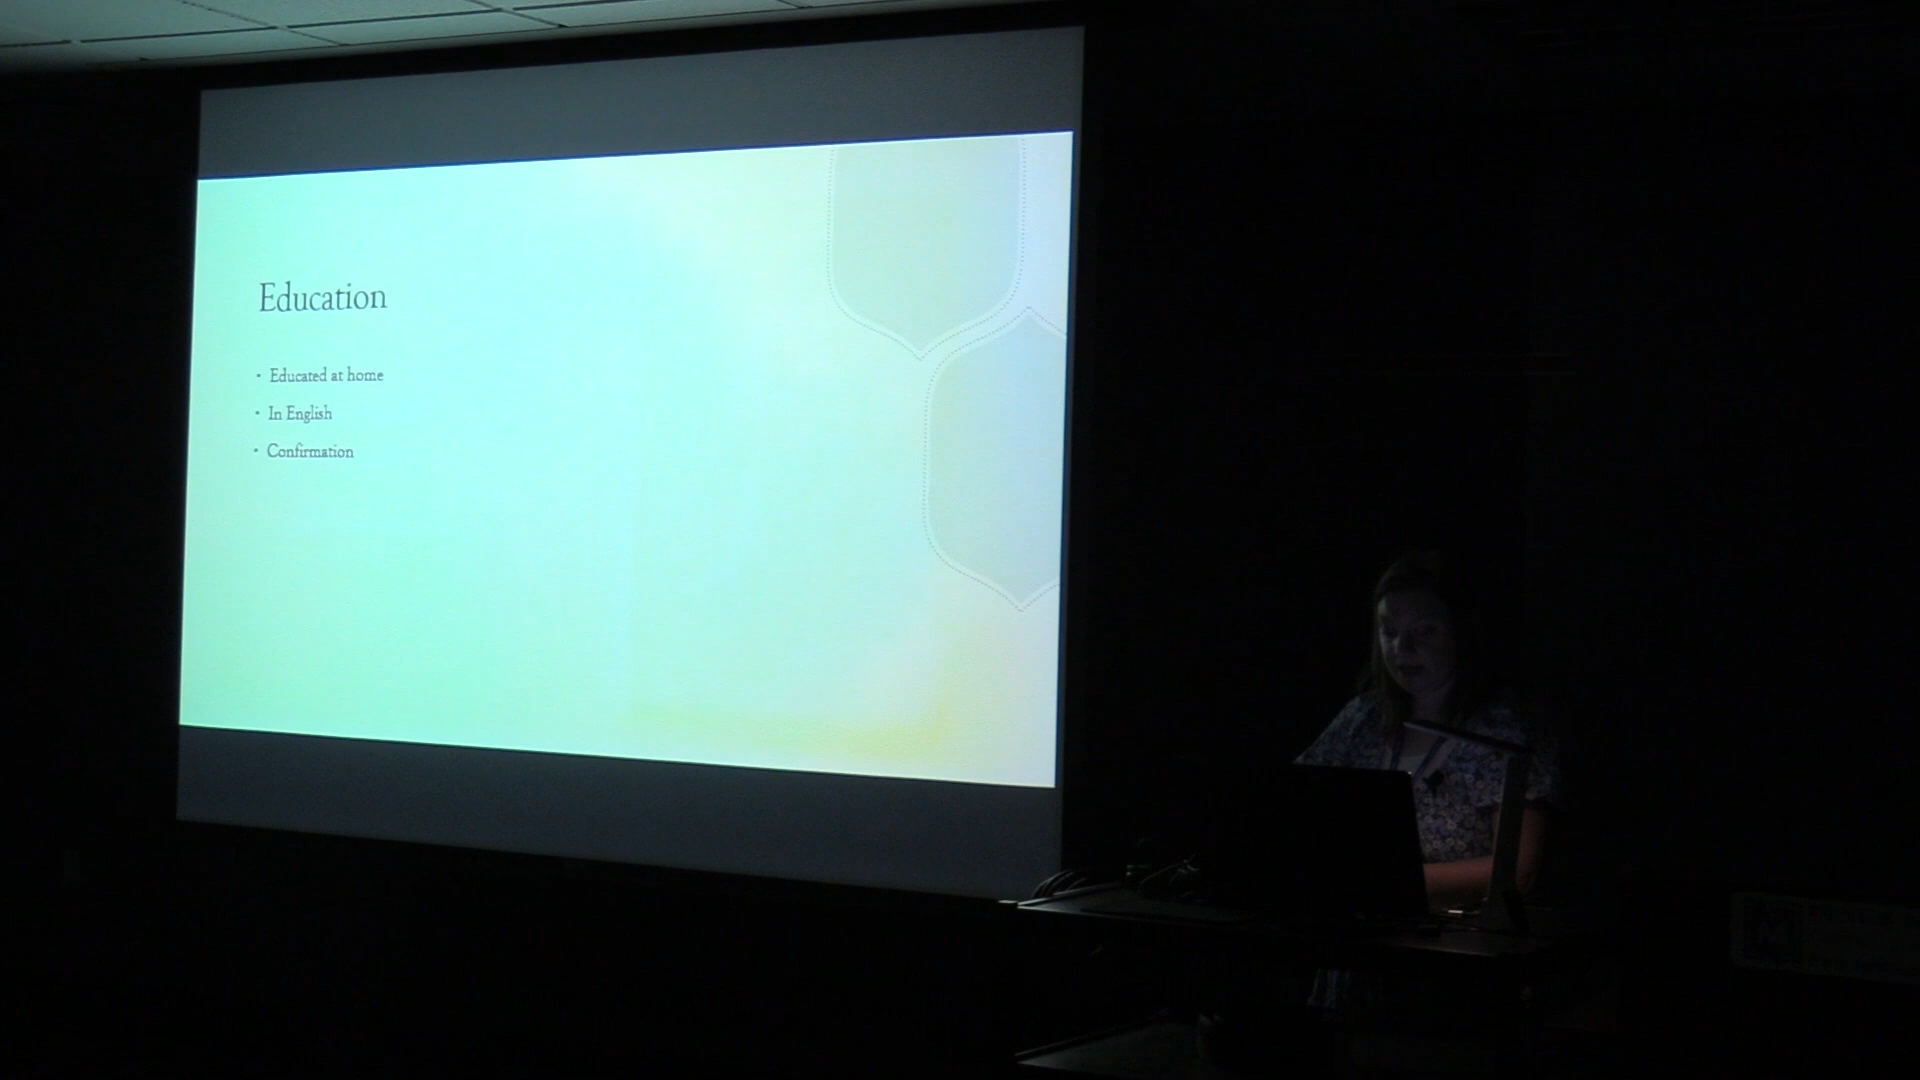 Education
• Educated at home
• In English
• Confirmation